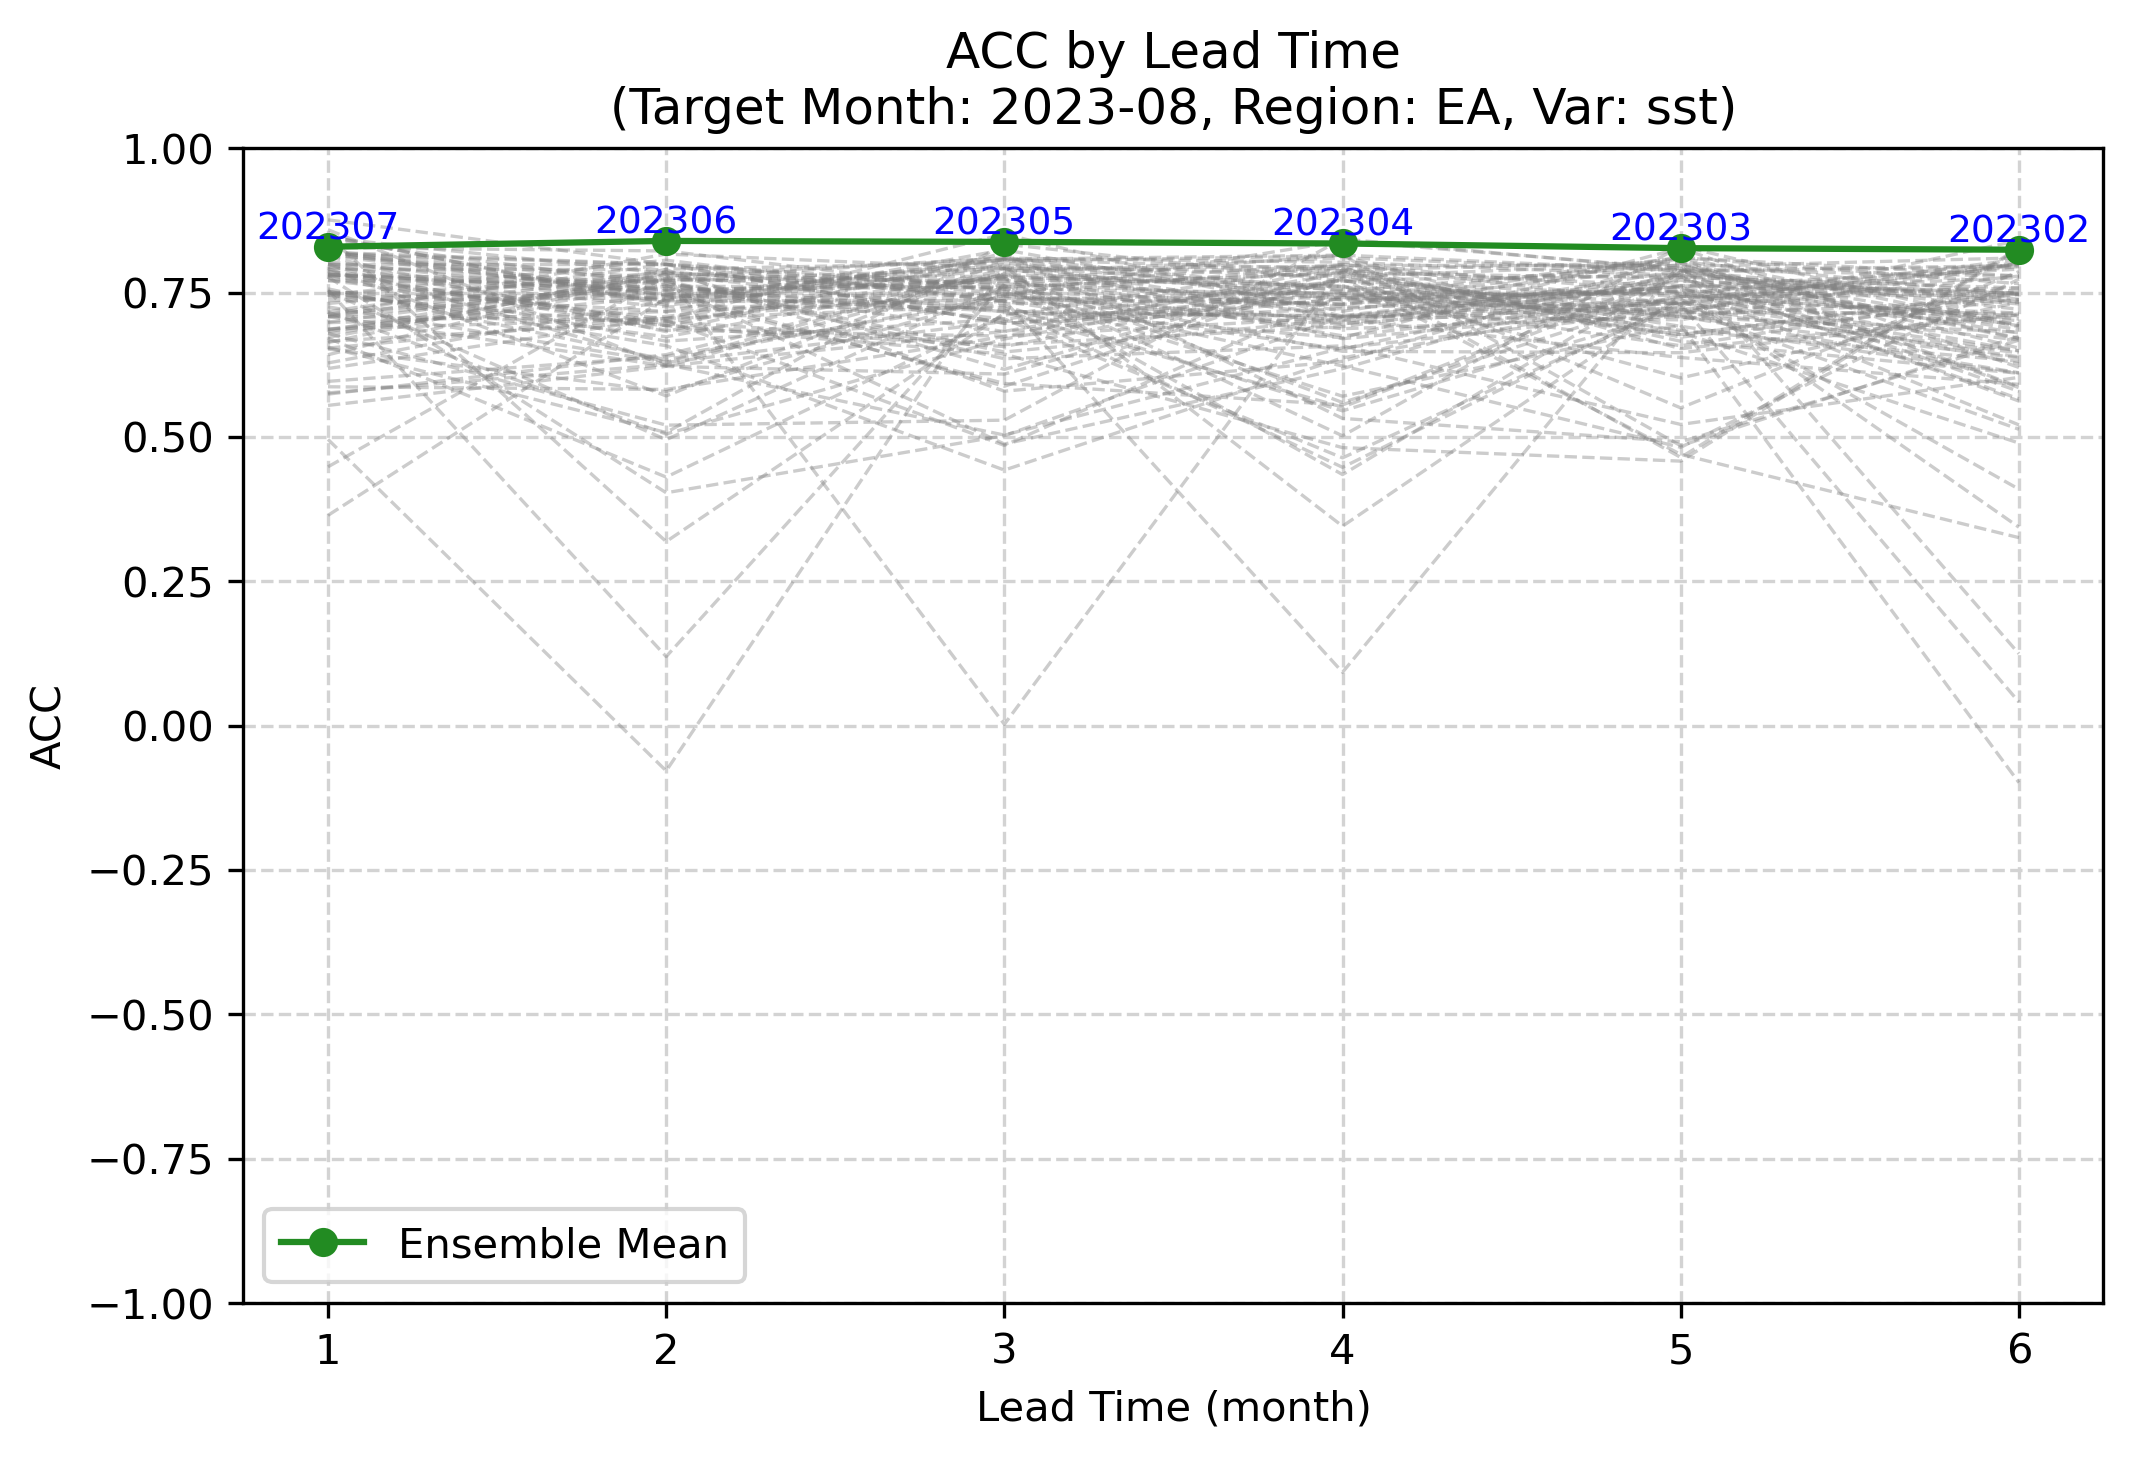 ACC by Lead Time
(Target Month: 2023-08, Region: EA, Var: sst)
1.00
0.75
0.50
0.25
0.00
−0.25
−0.50
−0.75
−1.00
ACC
202307
202306
202305
202304
202303
202302
Ensemble Mean
1 2 3 4 5 6
Lead Time (month)